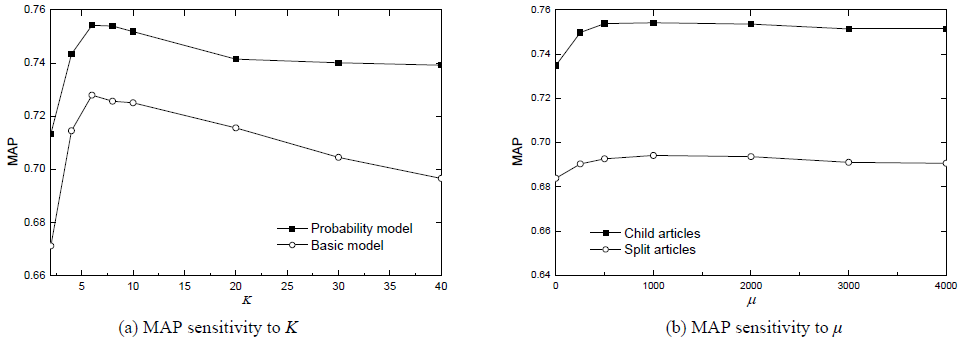 0.76
0.74
0.72
0.70
0.68
0.66
MAP
5
10
15
20
25
30
35
40
K
Probability model
Basic model
(a) MAP sensitivity to K
0.76
0.74
0.72
0.70
0.68
0.66
0.64
MAP
0
1000
2000
3000
4000
μ
Child articles
Split articles
(b) MAP sensitivity to μ